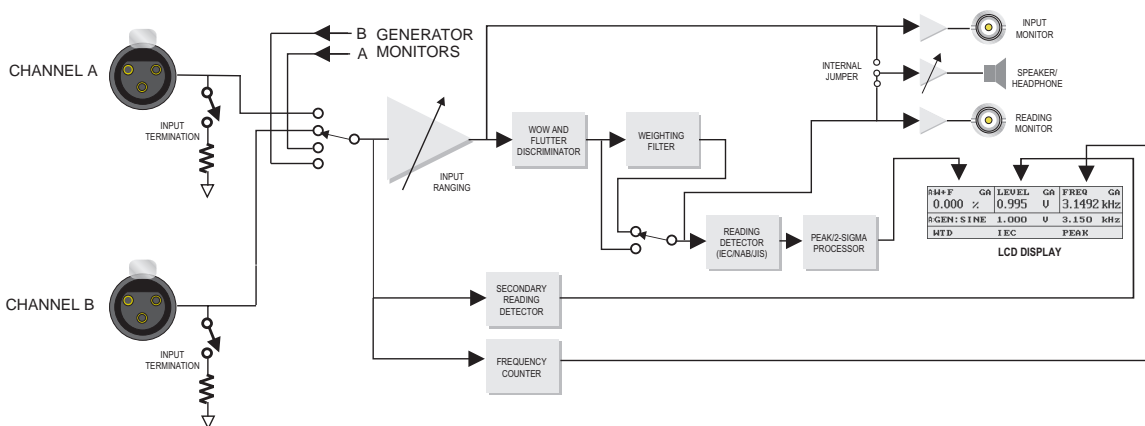 B GENERATOR
A MONITORS
CHANNEL A
INPUT
TERMINATION
INPUT
RANGING
WOW AND
FLUTTER
DISCRIMINATOR
WEIGHTING
FILTER
INTERNAL
JUMPER
INPUT
MONITOR
SPEAKER/
HEADPHONE
READING
MONITOR
READING
DETECTOR
(IEC/NAB/JIS)
PEAK/2-SIGMA
PROCESSOR
AW+F GA LEVEL GA FREQ GA
0.000 % 0.995 V 3.1492 kHz
A-GEN:SINE 1.000 V 3.150 kHz
WTD IEC PEAK
LCD DISPLAY
CHANNEL B
INPUT
TERMINATION
SECONDARY
READING
DETECTOR
FREQUENCY
COUNTER